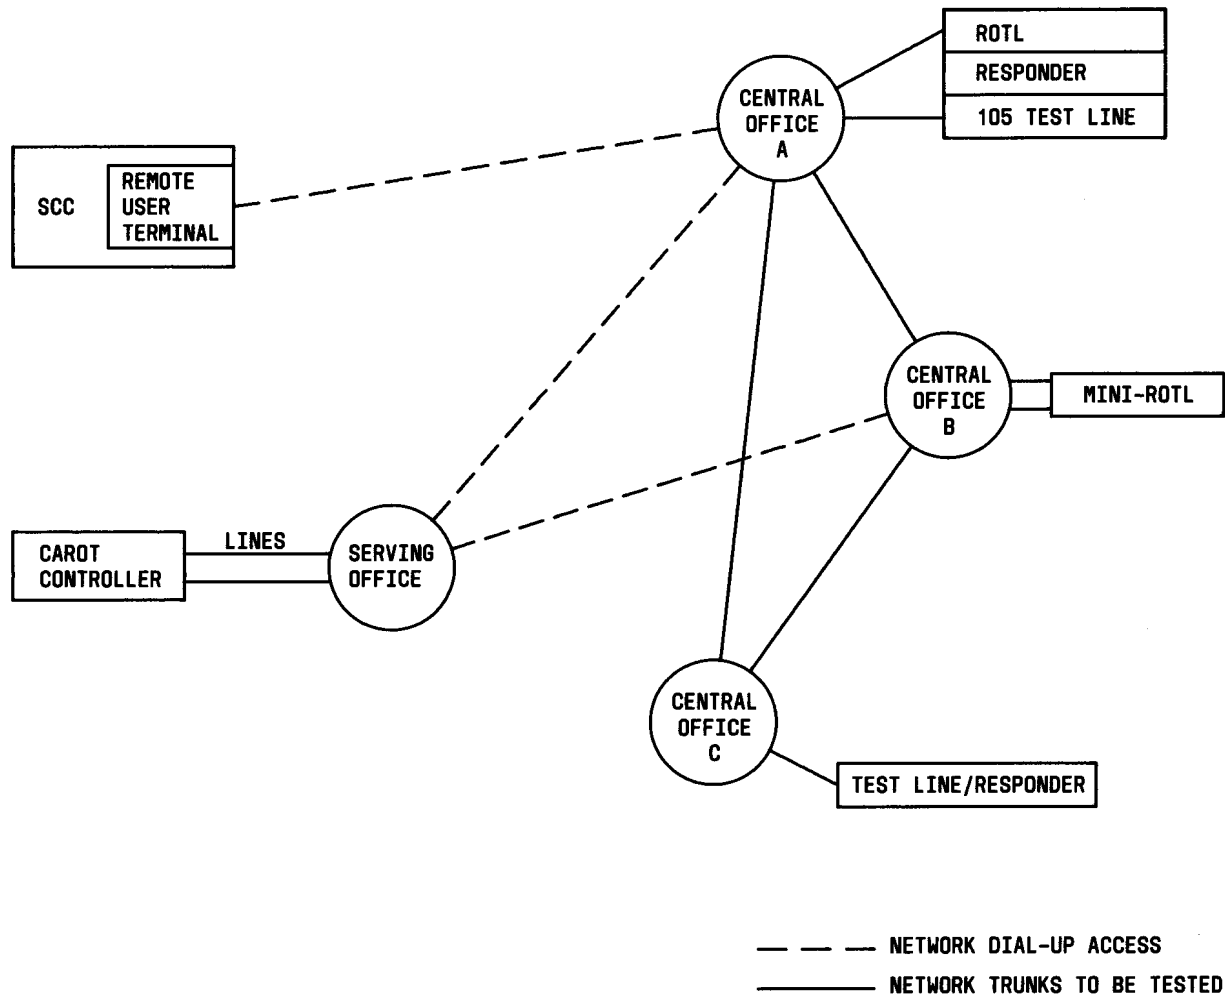 ROTL
RESPONDER
105 TEST LINE
CENTRAL
OFFICE
A
SCC
REMOTE
USER
TERMINAL
CENTRAL
OFFICE
B
MINI-ROTL
CAROT
CONTROLLER
LINES
SERVING
OFFICE
CENTRAL
OFFICE
C
TEST LINE/RESPONDER
NETWORK DIAL-UP ACCESS
NETWORK TRUNKS TO BE TESTED